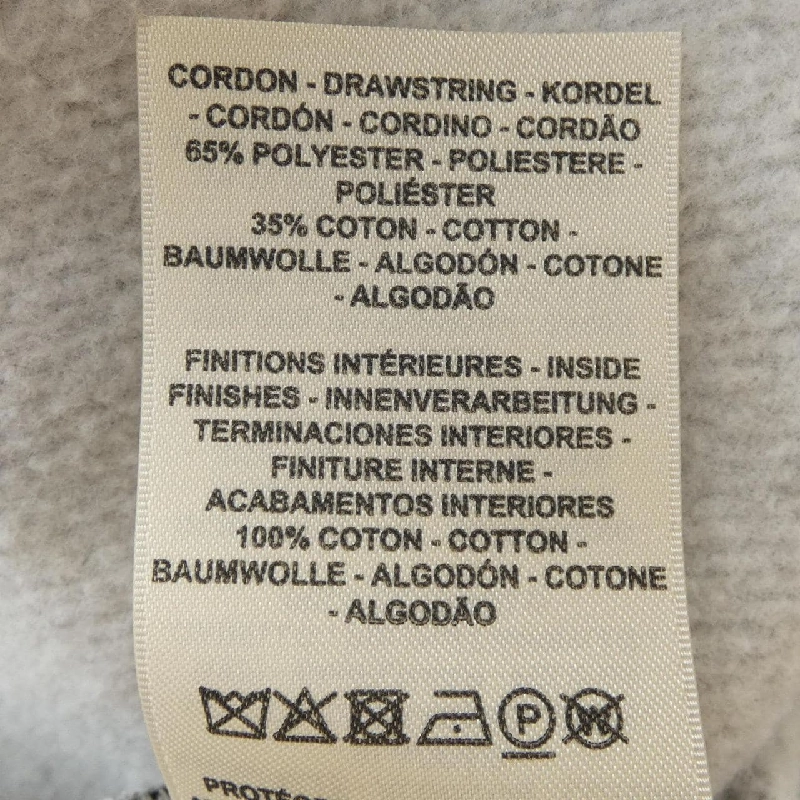 CORDON - DRAWSTRING - KORDEL
- CORDÓN - CORDINO - CORDÃO
65% POLYESTER - POLIESTERE -
POLIÉSTER
35% COTON - COTTON -
BAUMWOLLE - ALGODÓN - COTONE
- ALGODÃO
FINITIONS INTÉRIEURES - INSIDE
FINISHES - INNENVERARBEITUNG -
TERMINACIONES INTERIORES -
FINITURE INTERNE -
ACABAMENTOS INTERIORES
100% COTON - COTTON -
BAUMWOLLE - ALGODÓN - COTONE
- ALGODÃO
P W